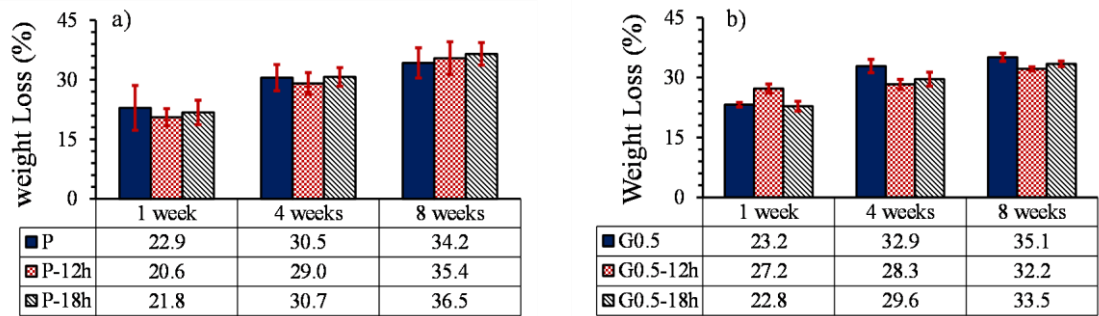 a)
weight Loss (%)
45
30
15
0
1 week 4 weeks 8 weeks
P 22.9 30.5 34.2
P-12h 20.6 29.0 35.4
P-18h 21.8 30.7 36.5
b)
Weight Loss (%)
45
30
15
0
1 week 4 weeks 8 weeks
G0.5 23.2 32.9 35.1
G0.5-12h 27.2 28.3 32.2
G0.5-18h 22.8 29.6 33.5